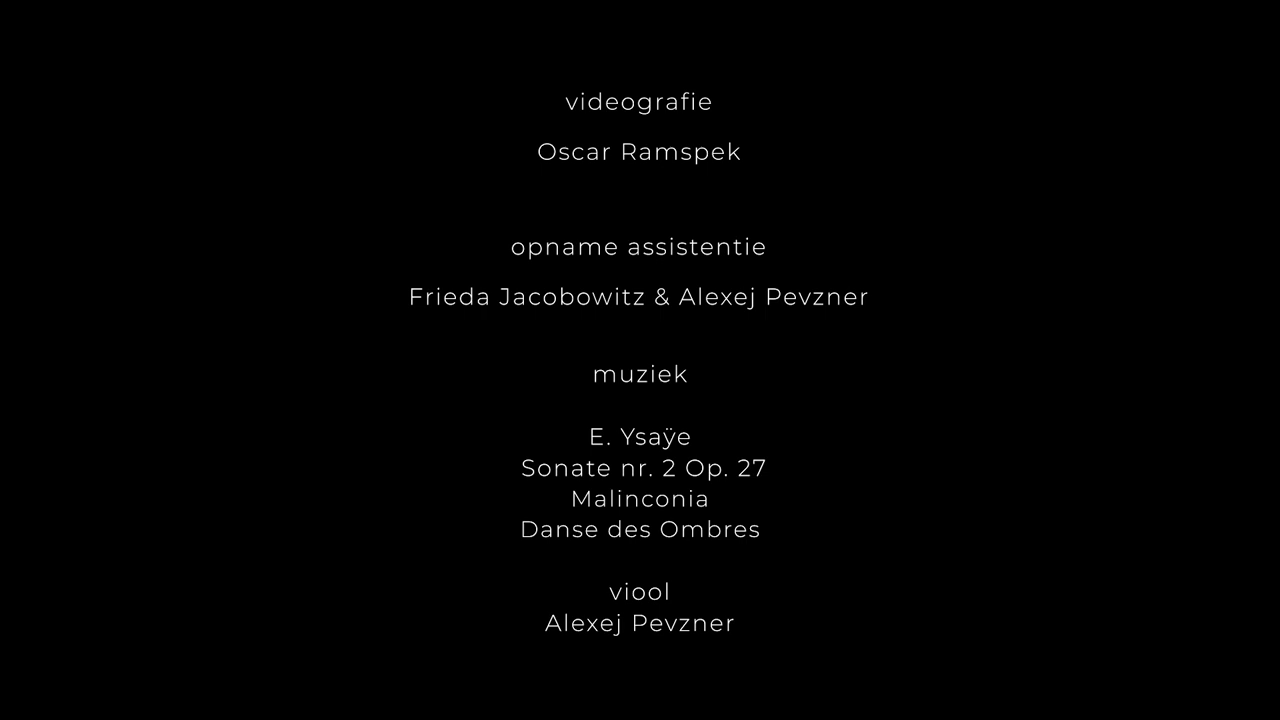 videografie
Oscar Ramspek
opname assistentie
Frieda Jacobowitz & Alexej Pevzner
muziek
E. Ysaÿe
Sonate nr. 2 Op. 27
Malinconia
Danse des Ombres
viool
Alexej Pevzner